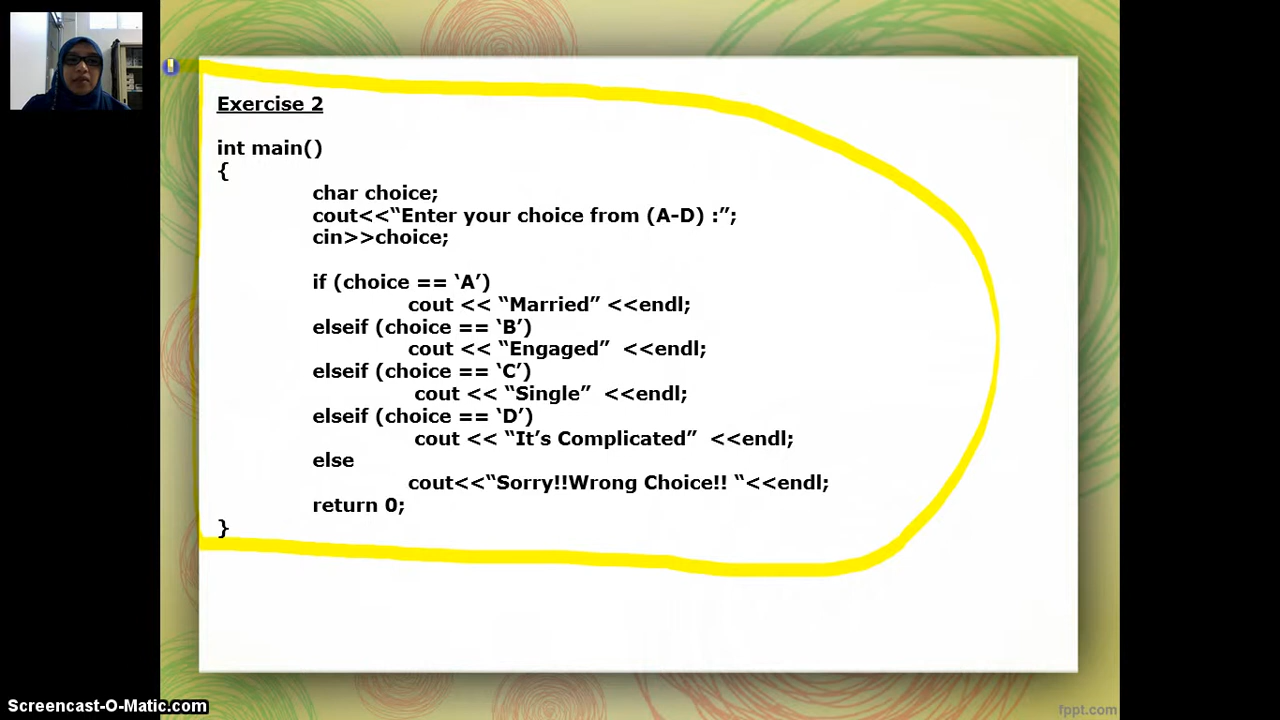 Exercise 2
int main()
{
char choice;
cout<<“Enter your choice from (A-D) :”;
cin>>choice;
if (choice == ‘A’)
cout << “Married” <<endl;
elseif (choice == ‘B’)
cout << “Engaged”  <<endl;
elseif (choice == ‘C’)
cout << “Single”  <<endl;
elseif (choice == ‘D’)
cout << “It’s Complicated”  <<endl;
else
cout<<“Sorry!!Wrong Choice!! “<<endl;
return 0;
}
Screencast-O-Matic.com
fppt.com